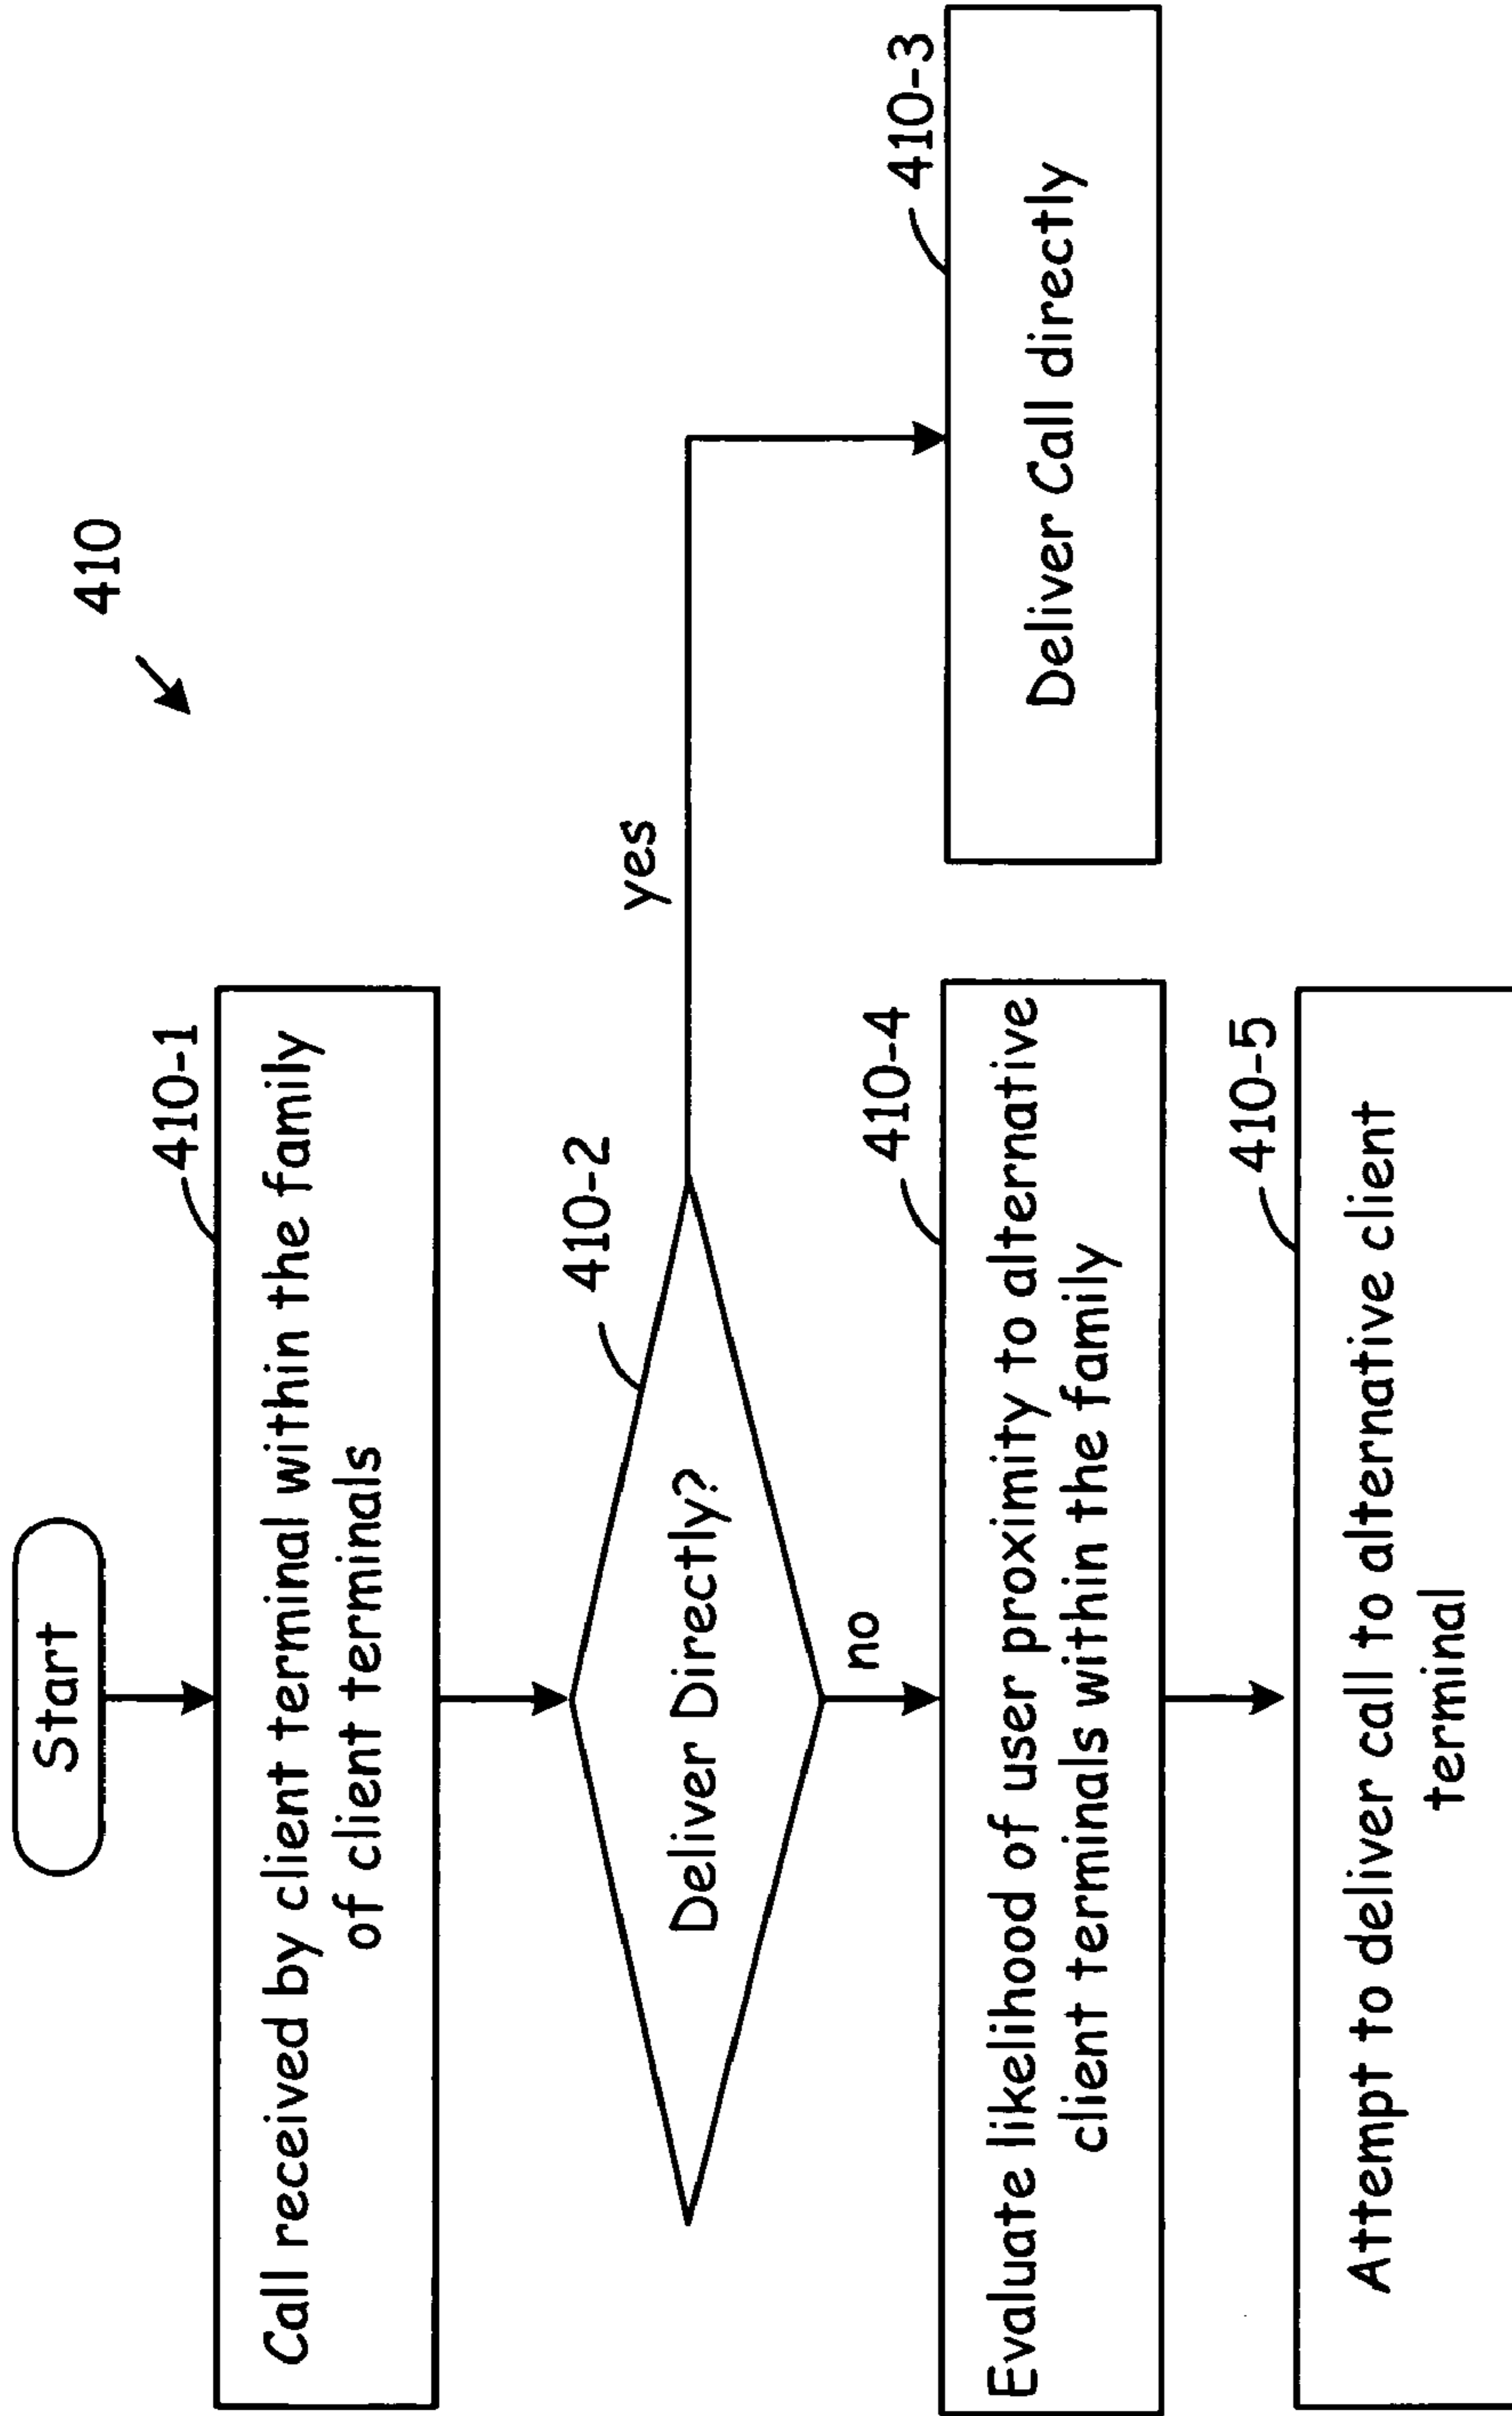 410
Start
410-1
Call received by client terminal within the family
of client terminals
410-2
Deliver Directly?
yes
no
410-3
Deliver Call directly
410-4
Evaluate likelihood of user proximity to alternative
client terminals within the family
410-5
Attempt to deliver call to alternative client
terminal